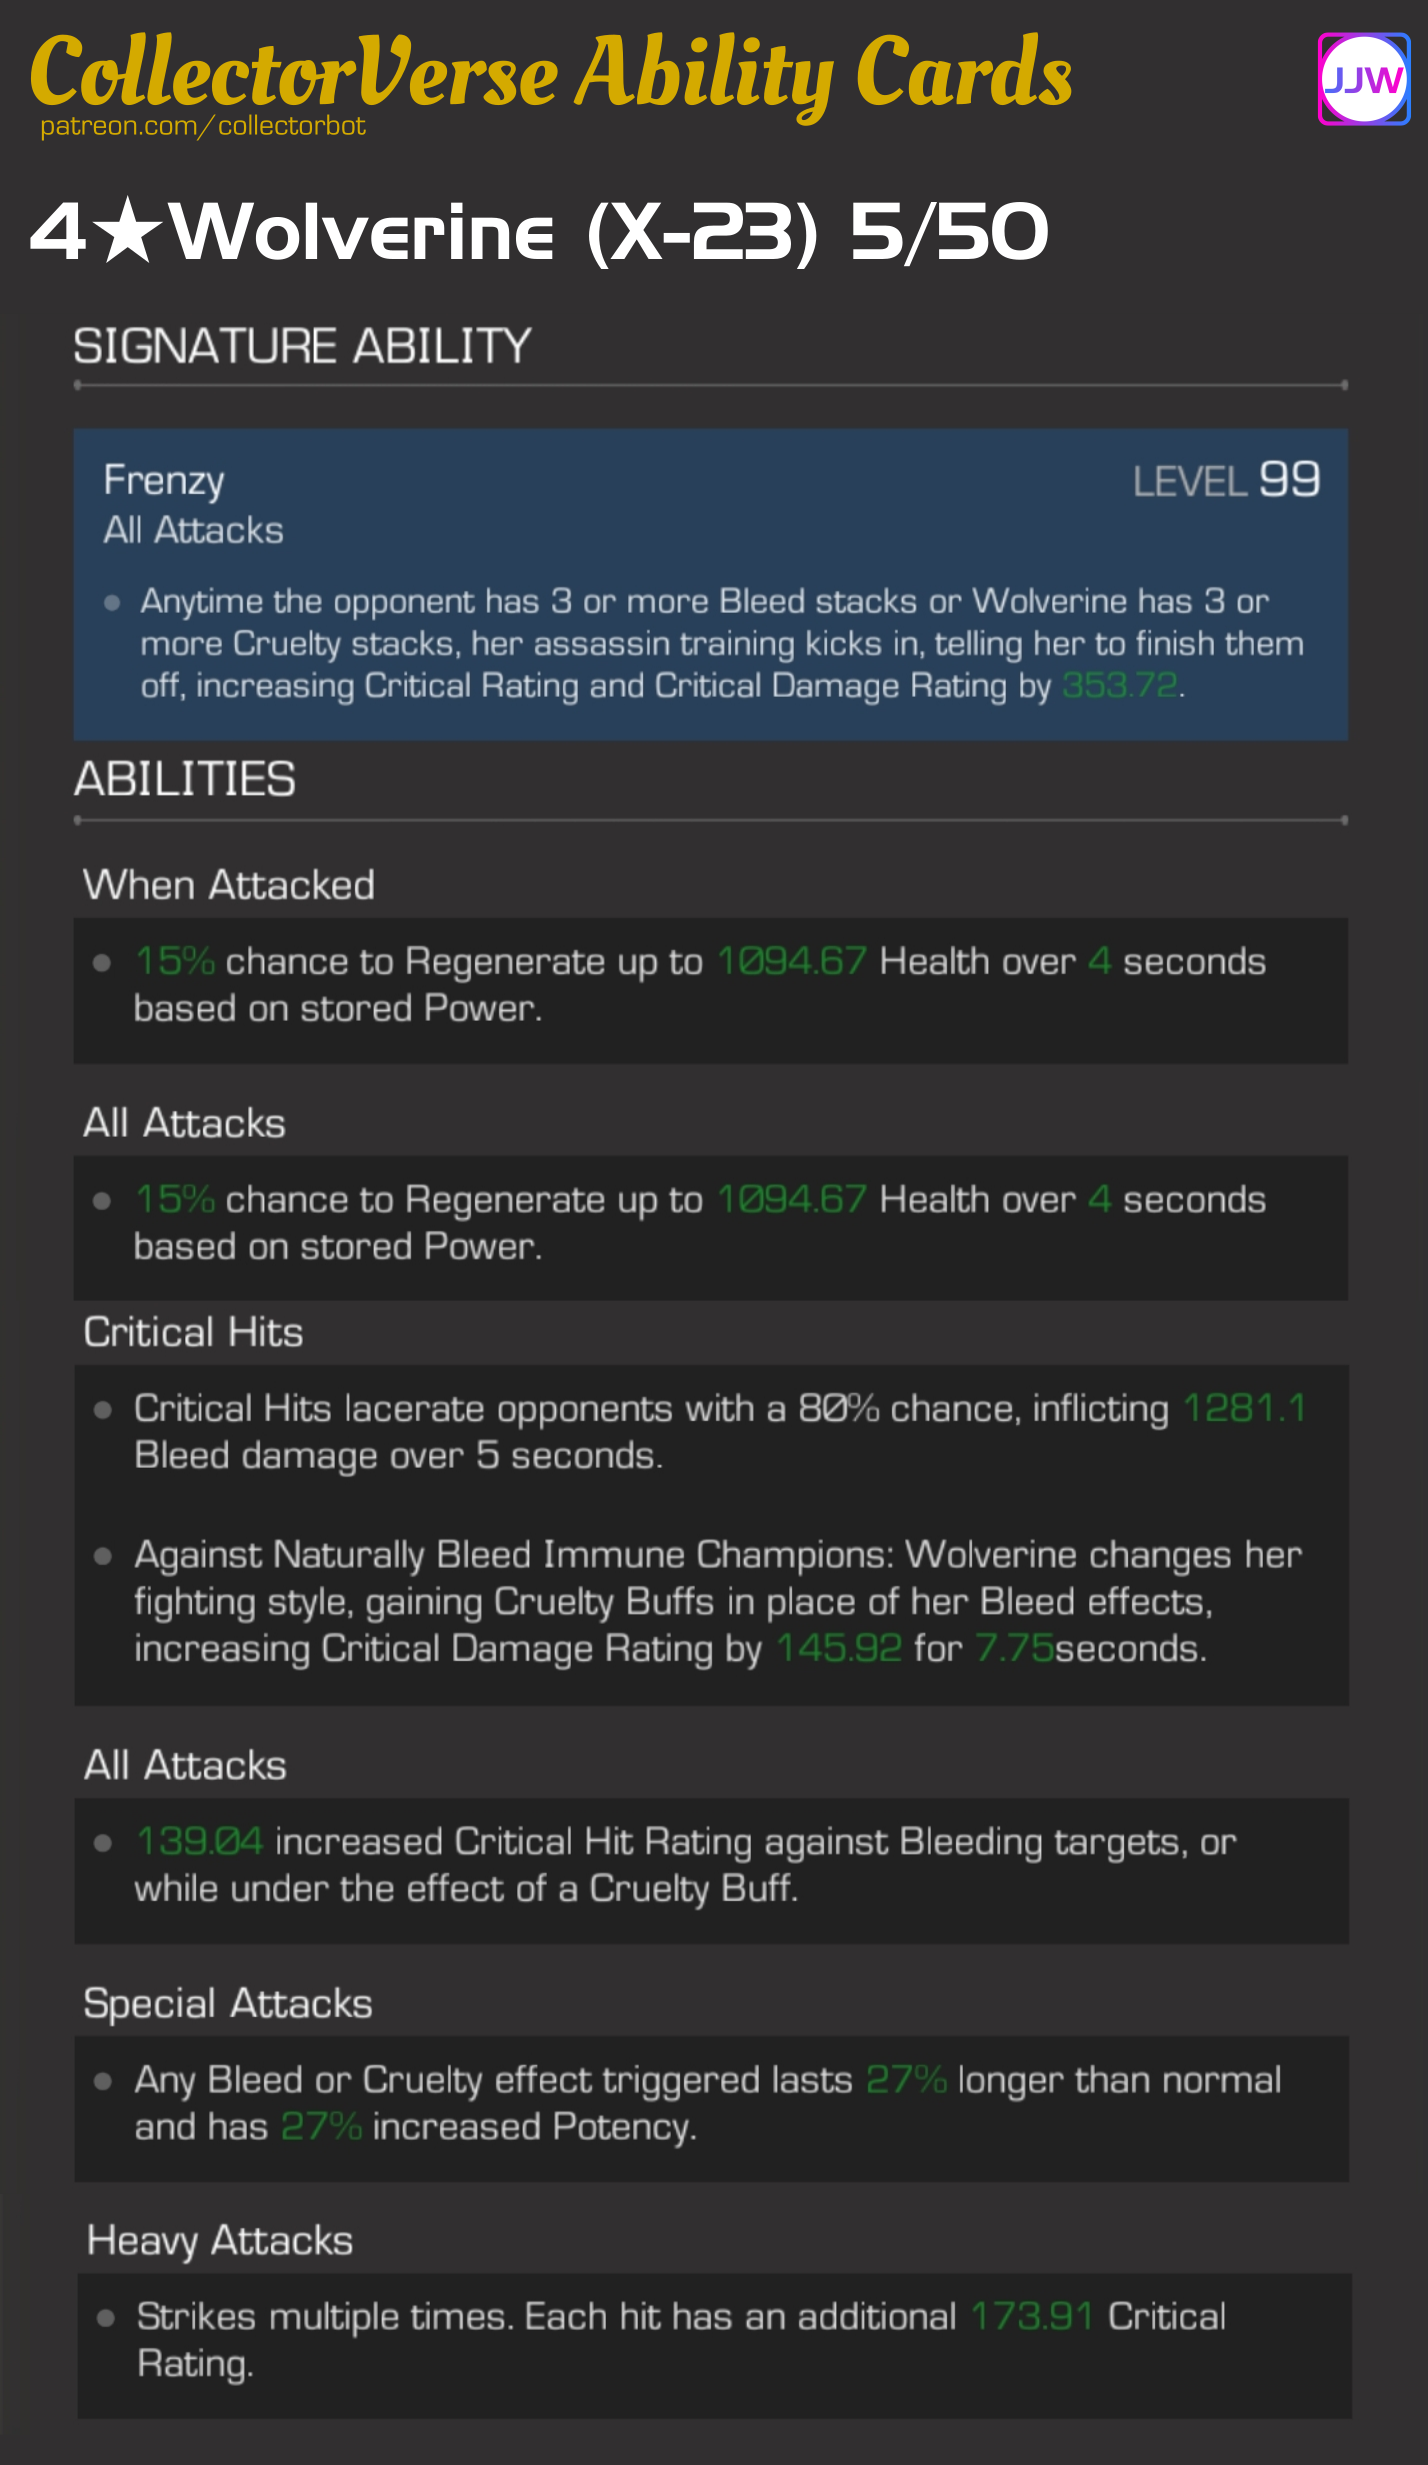 CollectorVerse Ability Cards
patreon.com/collectorbot
JJW
4★Wolverine (X-23) 5/50
SIGNATURE ABILITY
Frenzy
LEVEL 99
All Attacks
Anytime the opponent has 3 or more Bleed stacks or Wolverine has 3 or
more Cruelty stacks, her assassin training kicks in, telling her to finish them
off, increasing Critical Rating and Critical Damage Rating by 353.72.
ABILITIES
When Attacked
15% chance to Regenerate up to 1094.67 Health over 4 seconds
based on stored Power.
All Attacks
15% chance to Regenerate up to 1094.67 Health over 4 seconds
based on stored Power.
Critical Hits
Critical Hits lacerate opponents with a 80% chance, inflicting 1281.1
Bleed damage over 5 seconds.
Against Naturally Bleed Immune Champions: Wolverine changes her
fighting style, gaining Cruelty Buffs in place of her Bleed effects,
increasing Critical Damage Rating by 145.92 for 7.75seconds.
All Attacks
139.04 increased Critical Hit Rating against Bleeding targets, or
while under the effect of a Cruelty Buff.
Special Attacks
Any Bleed or Cruelty effect triggered lasts 27% longer than normal
and has 27% increased Potency.
Heavy Attacks
Strikes multiple times. Each hit has an additional 173.91 Critical
Rating.